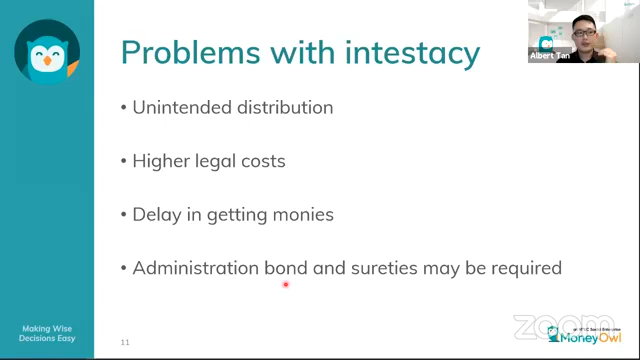 Problems with intestacy
Albert Tan
• Unintended distribution
• Higher legal costs
• Delay in getting monies
• Administration bond and sureties may be required
Making Wise
Decisions Easy
11
zoom
MoneyOwl